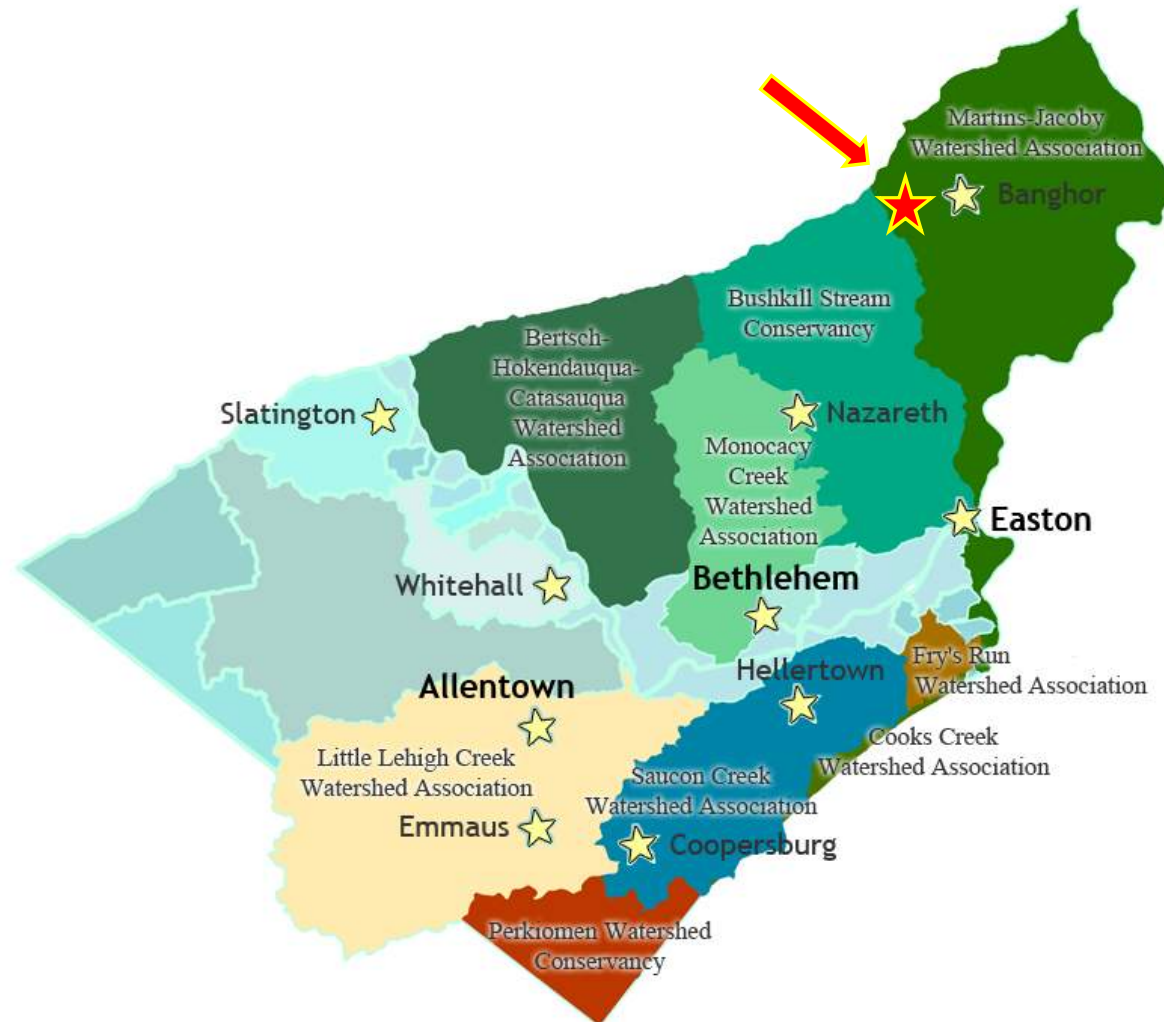 Martins-Jacoby
Watershed Association
Banghor
Bushkill Stream
Conservancy
Bertsch-
Hokendauqua-
Catasauqua
Watershed
Association
Slatington
Nazareth
Monocacy
Creek
Watershed
Association
Easton
Whitehall
Bethlehem
Fry's Run
Watershed Association
Hellertown
Allentown
Cooks Creek
Watershed Association
Little Lehigh Creek
Watershed Association
Saucon Creek
Watershed Association
Emmaus
Coopersburg
Perkiomen Watershed
Conservancy